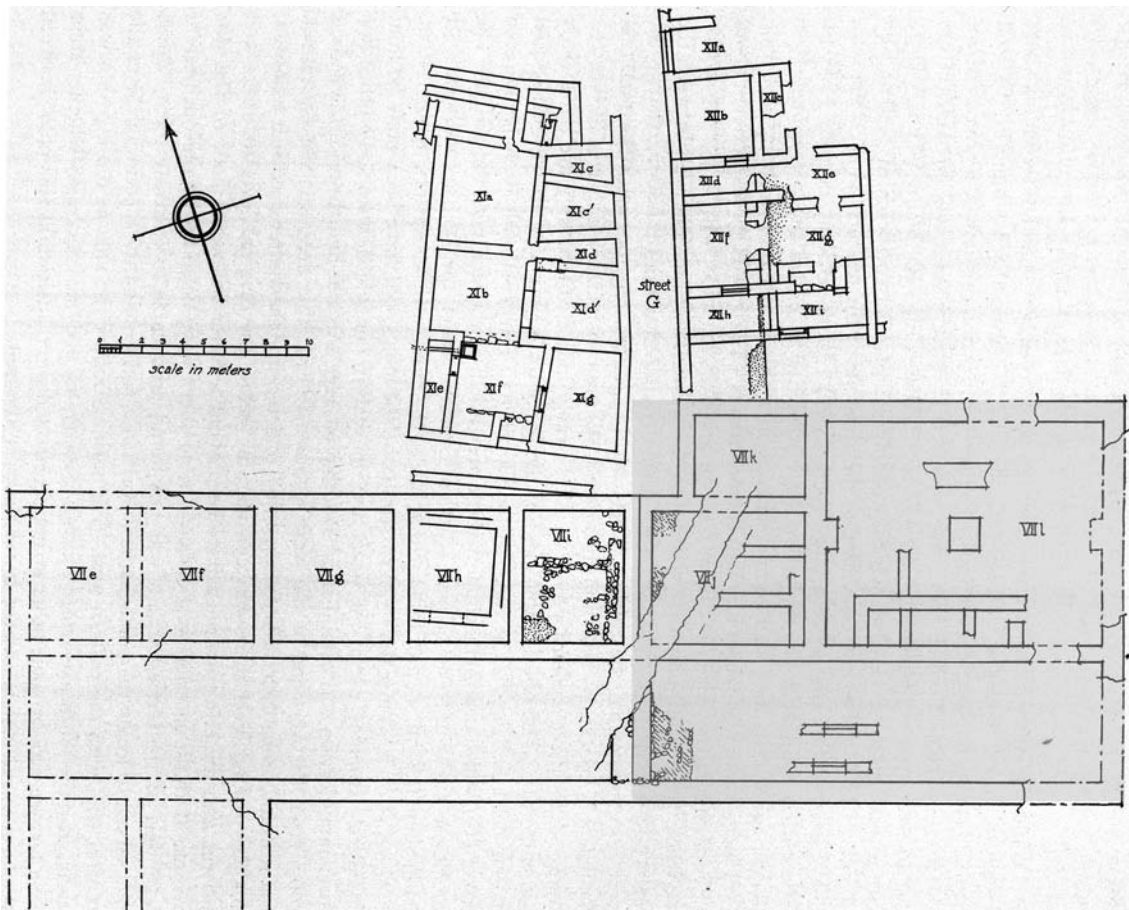 XIIa
XIIb
XIIc
XIc
XIId
XIIe
XIa
XIc'
XIIf
XIIg
XId
XIb
street
G
XId'
XIIh
XIIi
0 1 2 3 4 5 6 7 8 9 10
scale in meters
XIe
XIf
XIg
VIIk
VIIe
VIIf
VIIg
VIIh
VIIi
VIIj
VIIl